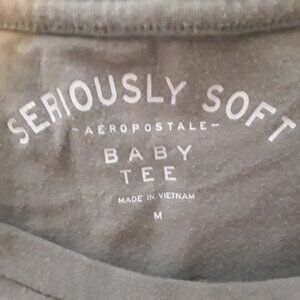 SERIOUSLY SOFT
-AEROPOSTALE-
BABY
TEE
MADE IN VIETNAM
M